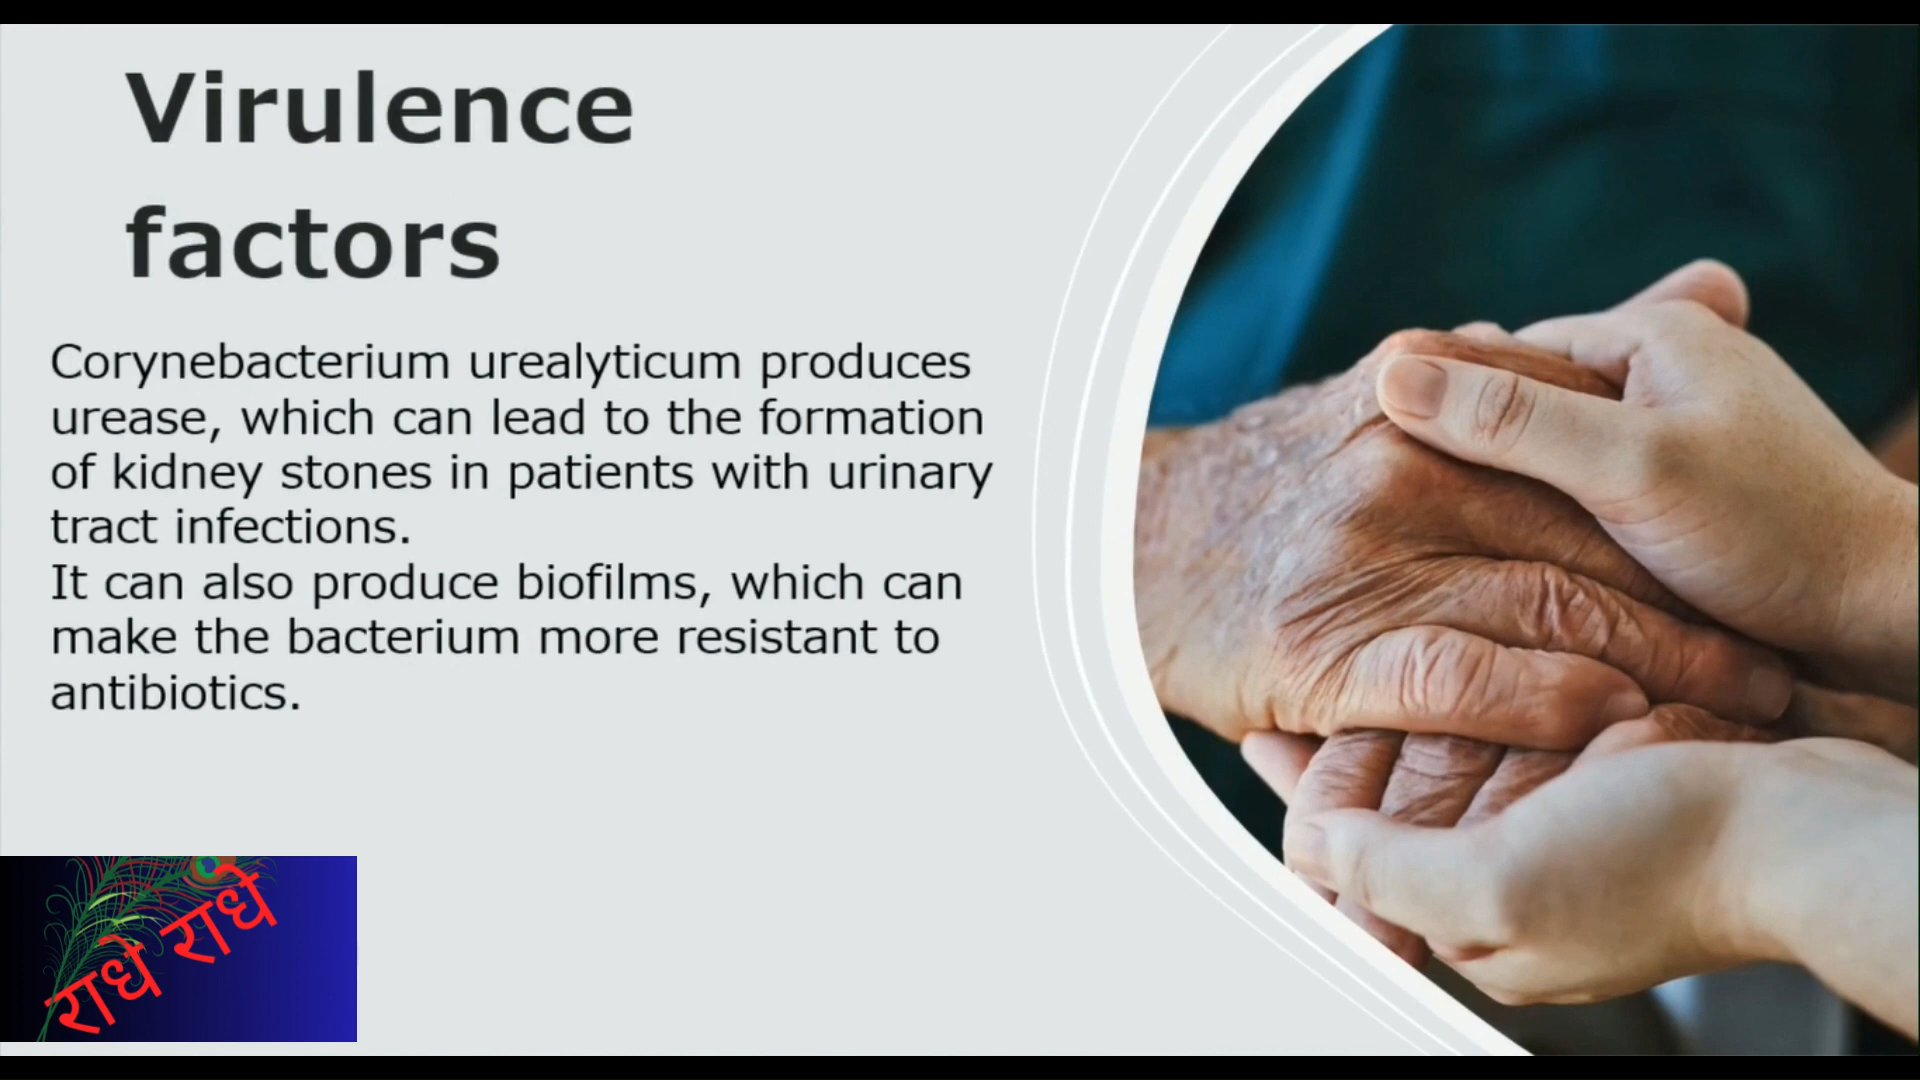 Virulence
factors
Corynebacterium urealyticum produces
urease, which can lead to the formation
of kidney stones in patients with urinary
tract infections.
It can also produce biofilms, which can
make the bacterium more resistant to
antibiotics.
राधे राधे